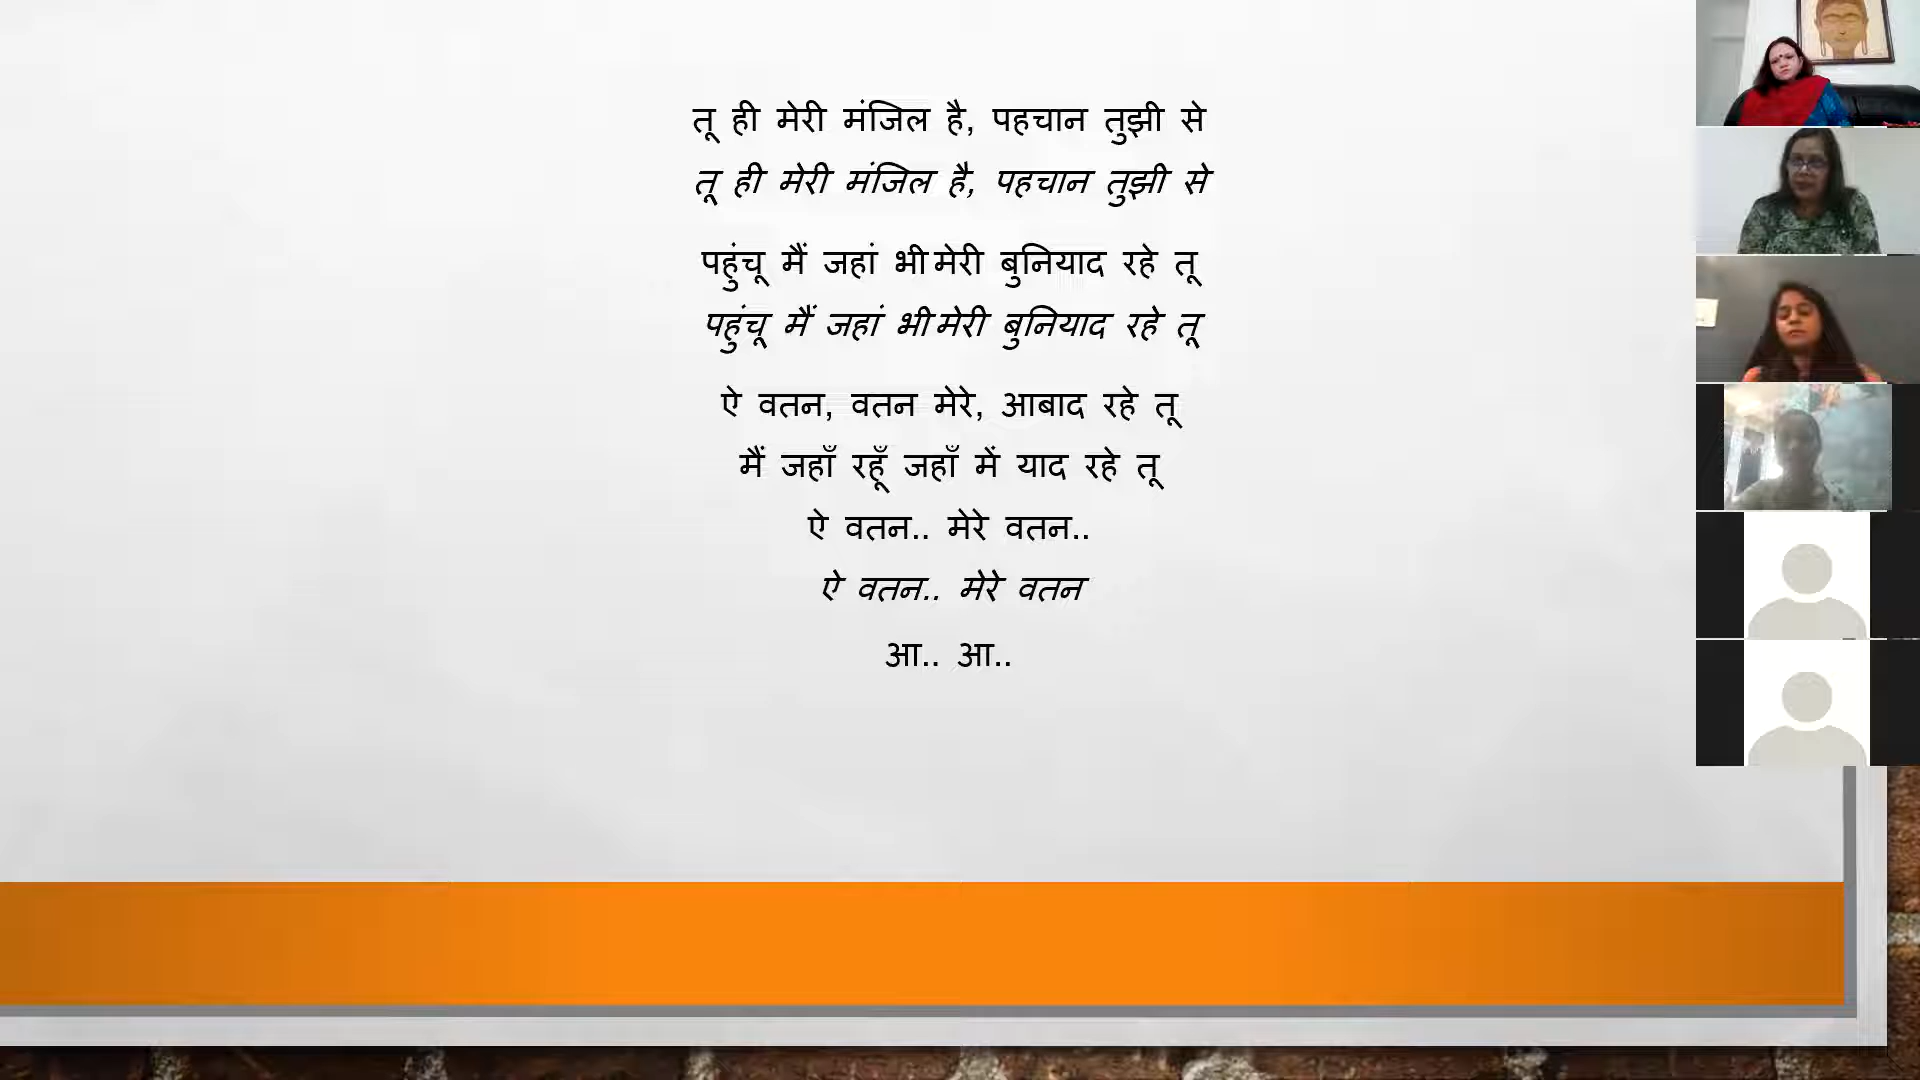 तू ही मेरी मंजिल है, पहचान तुझी से
तू ही मेरी मंजिल है, पहचान तुझी से
पहुंचू मैं जहां भी मेरी बुनियाद रहे तू
पहुंचू मैं जहां भी मेरी बुनियाद रहे तू
ऐ वतन, वतन मेरे, आबाद रहे तू
मैं जहाँ रहूँ जहाँ में याद रहे तू
ऐ वतन.. मेरे वतन..
ऐ वतन.. मेरे वतन
आ.. आ..